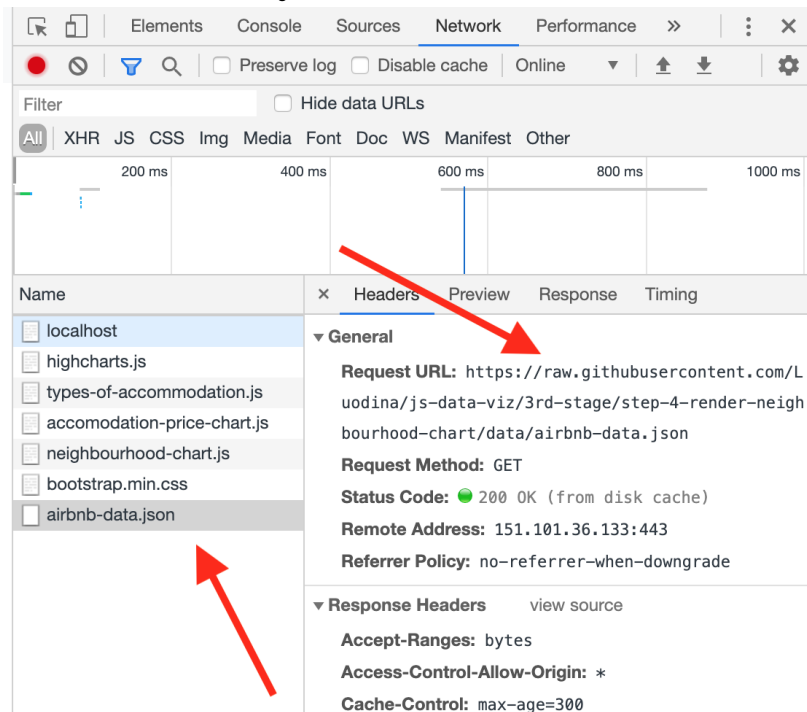 Elements Console Sources Network Performance »
Preserve log Disable cache Online
Filter Hide data URLs
All XHR JS CSS Img Media Font Doc WS Manifest Other
200 ms 400 ms 600 ms 800 ms 1000 ms
Name
localhost
highcharts.js
types-of-accommodation.js
accomodation-price-chart.js
neighbourhood-chart.js
bootstrap.min.css
airbnb-data.json
× Headers Preview Response Timing
General
Request URL: https://raw.githubusercontent.com/L
uodina/js-data-viz/3rd-stage/step-4-render-neigh
bourhood-chart/data/airbnb-data.json
Request Method: GET
Status Code: 200 OK (from disk cache)
Remote Address: 151.101.36.133:443
Referrer Policy: no-referrer-when-downgrade
Response Headers view source
Accept-Ranges: bytes
Access-Control-Allow-Origin: *
Cache-Control: max-age=300